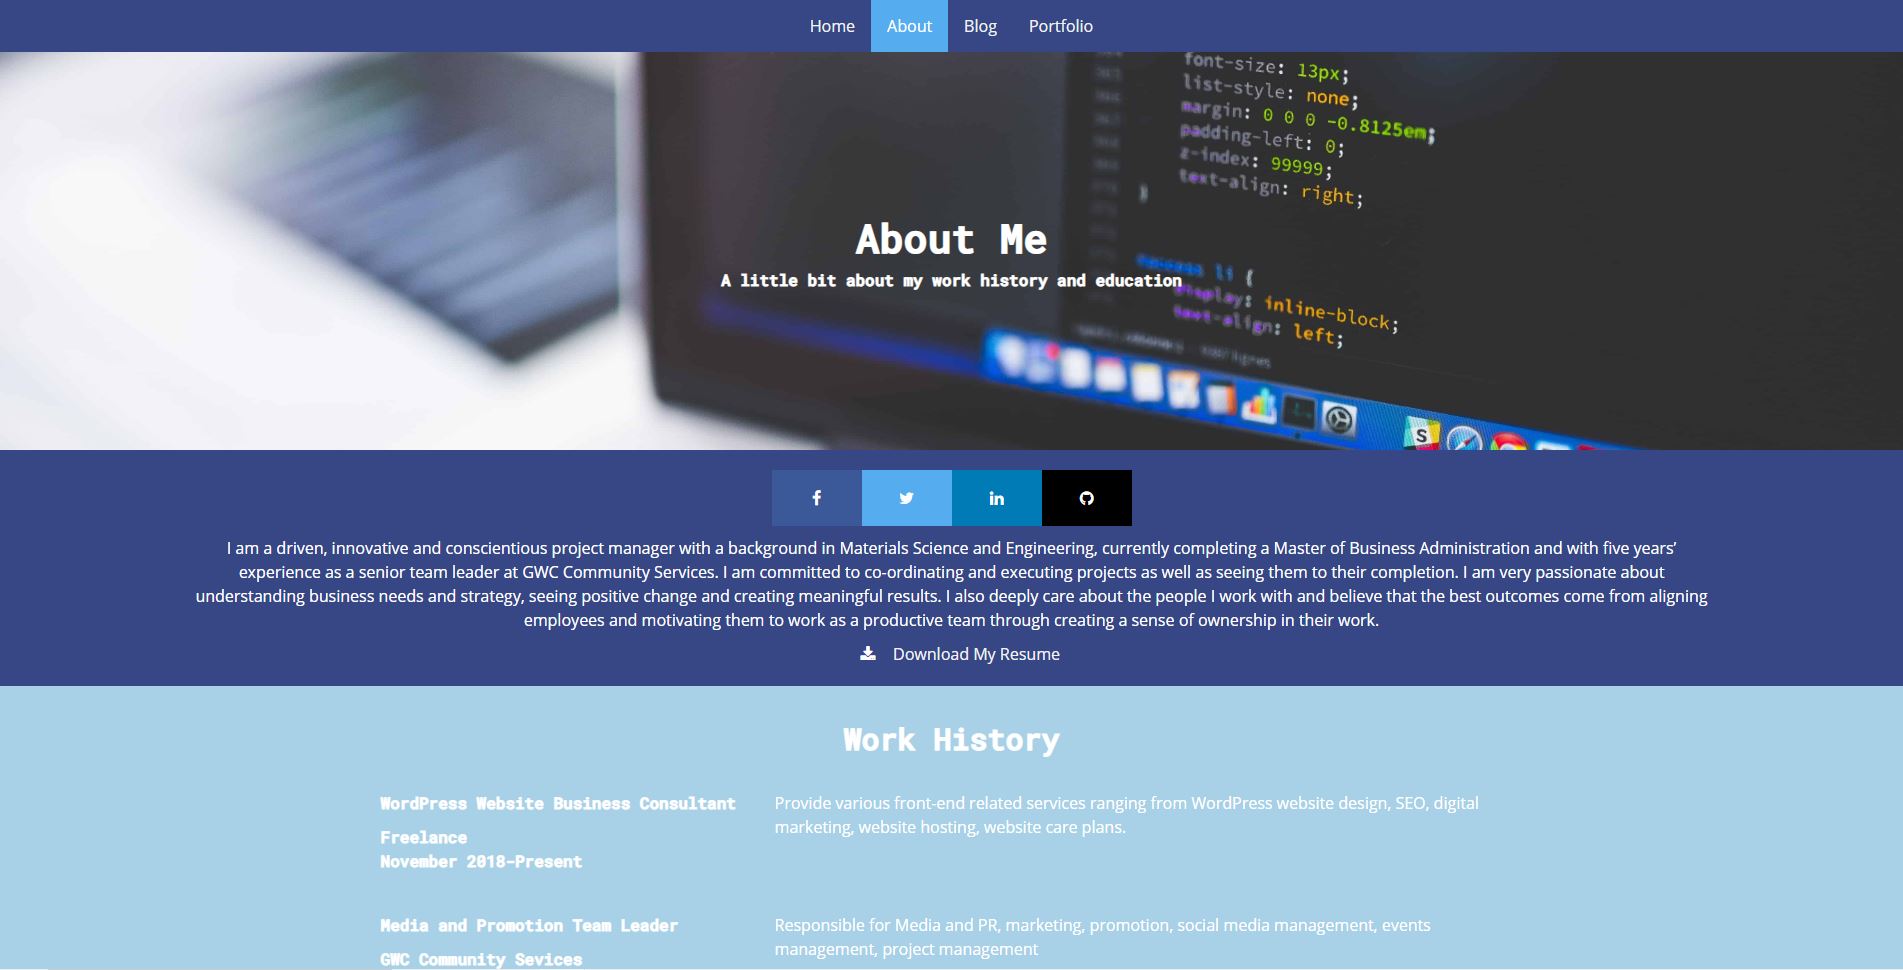 Home About Blog Portfolio
font-size: 13px;
list-style: none;
margin: 0 0 0 -0.8125em;
padding-left: 0;
z-index: 99999;
text-align: right;
}
li {
display: inline-block;
text-align: left;
About Me
A little bit about my work history and education
S
f
in
I am a driven, innovative and conscientious project manager with a background in Materials Science and Engineering, currently completing a Master of Business Administration and with five years’
experience as a senior team leader at GWC Community Services. I am committed to co-ordinating and executing projects as well as seeing them to their completion. I am very passionate about
understanding business needs and strategy, seeing positive change and creating meaningful results. I also deeply care about the people I work with and believe that the best outcomes come from aligning
employees and motivating them to work as a productive team through creating a sense of ownership in their work.
Download My Resume
Work History
WordPress Website Business Consultant
Freelance
November 2018-Present
Provide various front-end related services ranging from WordPress website design, SEO, digital
marketing, website hosting, website care plans.
Media and Promotion Team Leader
GWC Community Sevices
Responsible for Media and PR, marketing, promotion, social media management, events
management, project management